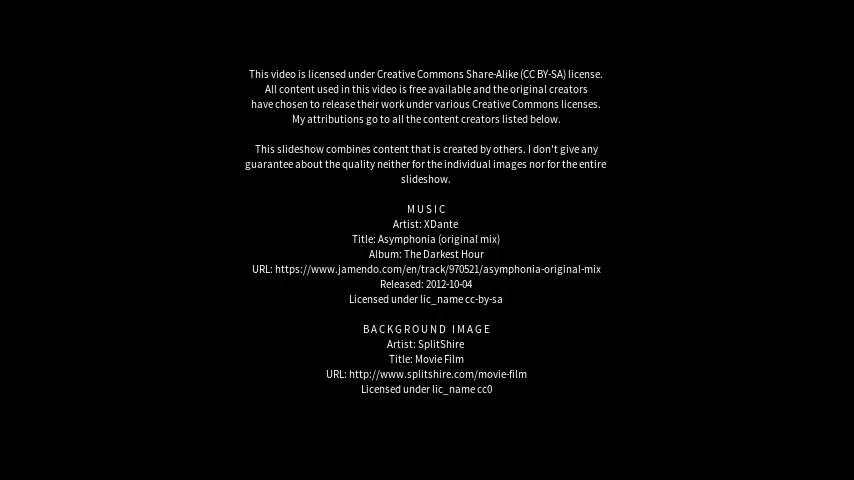 This video is licensed under Creative Commons Share-Alike (CC BY-SA) license.
All content used in this video is free available and the original creators
have chosen to release their work under various Creative Commons licenses.
My attributions go to all the content creators listed below.
This slideshow combines content that is created by others. I don't give any
guarantee about the quality neither for the individual images nor for the entire
slideshow.
MUSIC
Artist: XDante
Title: Asymphonia (original mix)
Album: The Darkest Hour
URL: https://www.jamendo.com/en/track/970521/asymphonia-original-mix
Released: 2012-10-04
Licensed under lic_name cc-by-sa
BACKGROUND IMAGE
Artist: SplitShire
Title: Movie Film
URL: http://www.splitshire.com/movie-film
Licensed under lic_name cc0